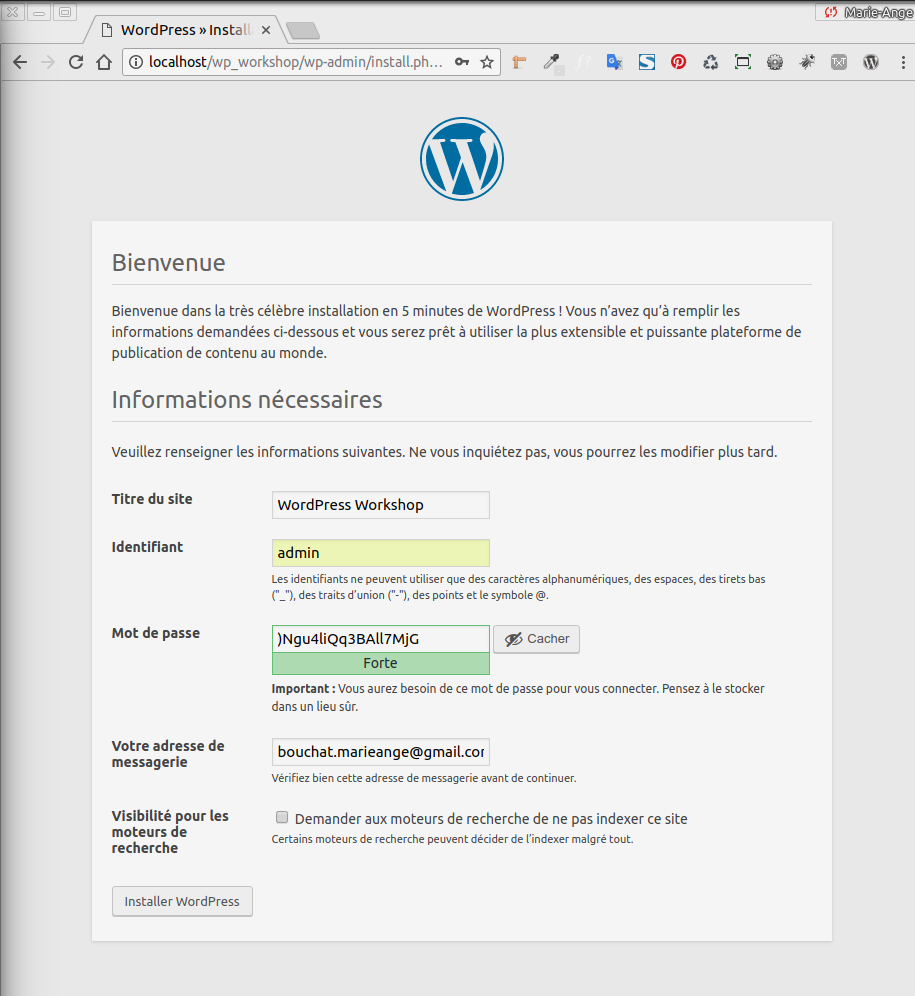 Marie-Ange
WordPress » Instal
localhost/wp_workshop/wp-admin/install.ph...
TXT
Bienvenue
Bienvenue dans la très célèbre installation en 5 minutes de WordPress ! Vous n’avez qu’à remplir les
informations demandées ci-dessous et vous serez prêt à utiliser la plus extensible et puissante plateforme de
publication de contenu au monde.
Informations nécessaires
Veuillez renseigner les informations suivantes. Ne vous inquiétez pas, vous pourrez les modifier plus tard.
Titre du site
WordPress Workshop
Identifiant
admin
Les identifiants ne peuvent utiliser que des caractères alphanumériques, des espaces, des tirets bas
("_"), des traits d’union ("-"), des points et le symbole @.
Mot de passe
)Ngu4liQq3BAll7MjG
Cacher
Forte
Important : Vous aurez besoin de ce mot de passe pour vous connecter. Pensez à le stocker
dans un lieu sûr.
Votre adresse de
messagerie
bouchat.marieange@gmail.cor
Vérifiez bien cette adresse de messagerie avant de continuer.
Visibilité pour les
moteurs de
recherche
Demander aux moteurs de recherche de ne pas indexer ce site
Certains moteurs de recherche peuvent décider de l’indexer malgré tout.
Installer WordPress